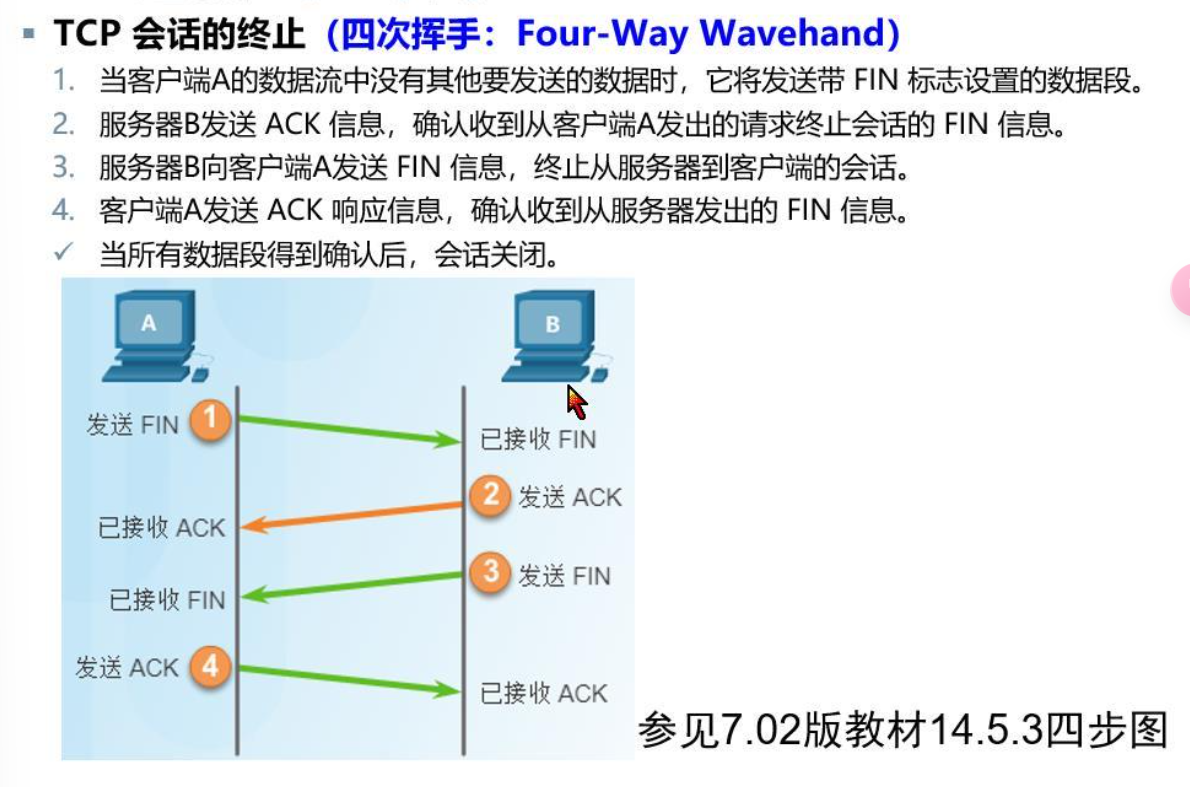 ▪ TCP 会话的终止（四次挥手：Four-Way Wavehand）
1. 当客户端A的数据流中没有其他要发送的数据时，它将发送带 FIN 标志设置的数据段。
2. 服务器B发送 ACK 信息，确认收到从客户端A发出的请求终止会话的 FIN 信息。
3. 服务器B向客户端A发送 FIN 信息，终止从服务器到客户端的会话。
4. 客户端A发送 ACK 响应信息，确认收到从服务器发出的 FIN 信息。
✓ 当所有数据段得到确认后，会话关闭。
A
B
发送 FIN 1
已接收 FIN
2 发送 ACK
已接收 ACK
3 发送 FIN
已接收 FIN
发送 ACK 4
已接收 ACK
参见7.02版教材14.5.3四步图